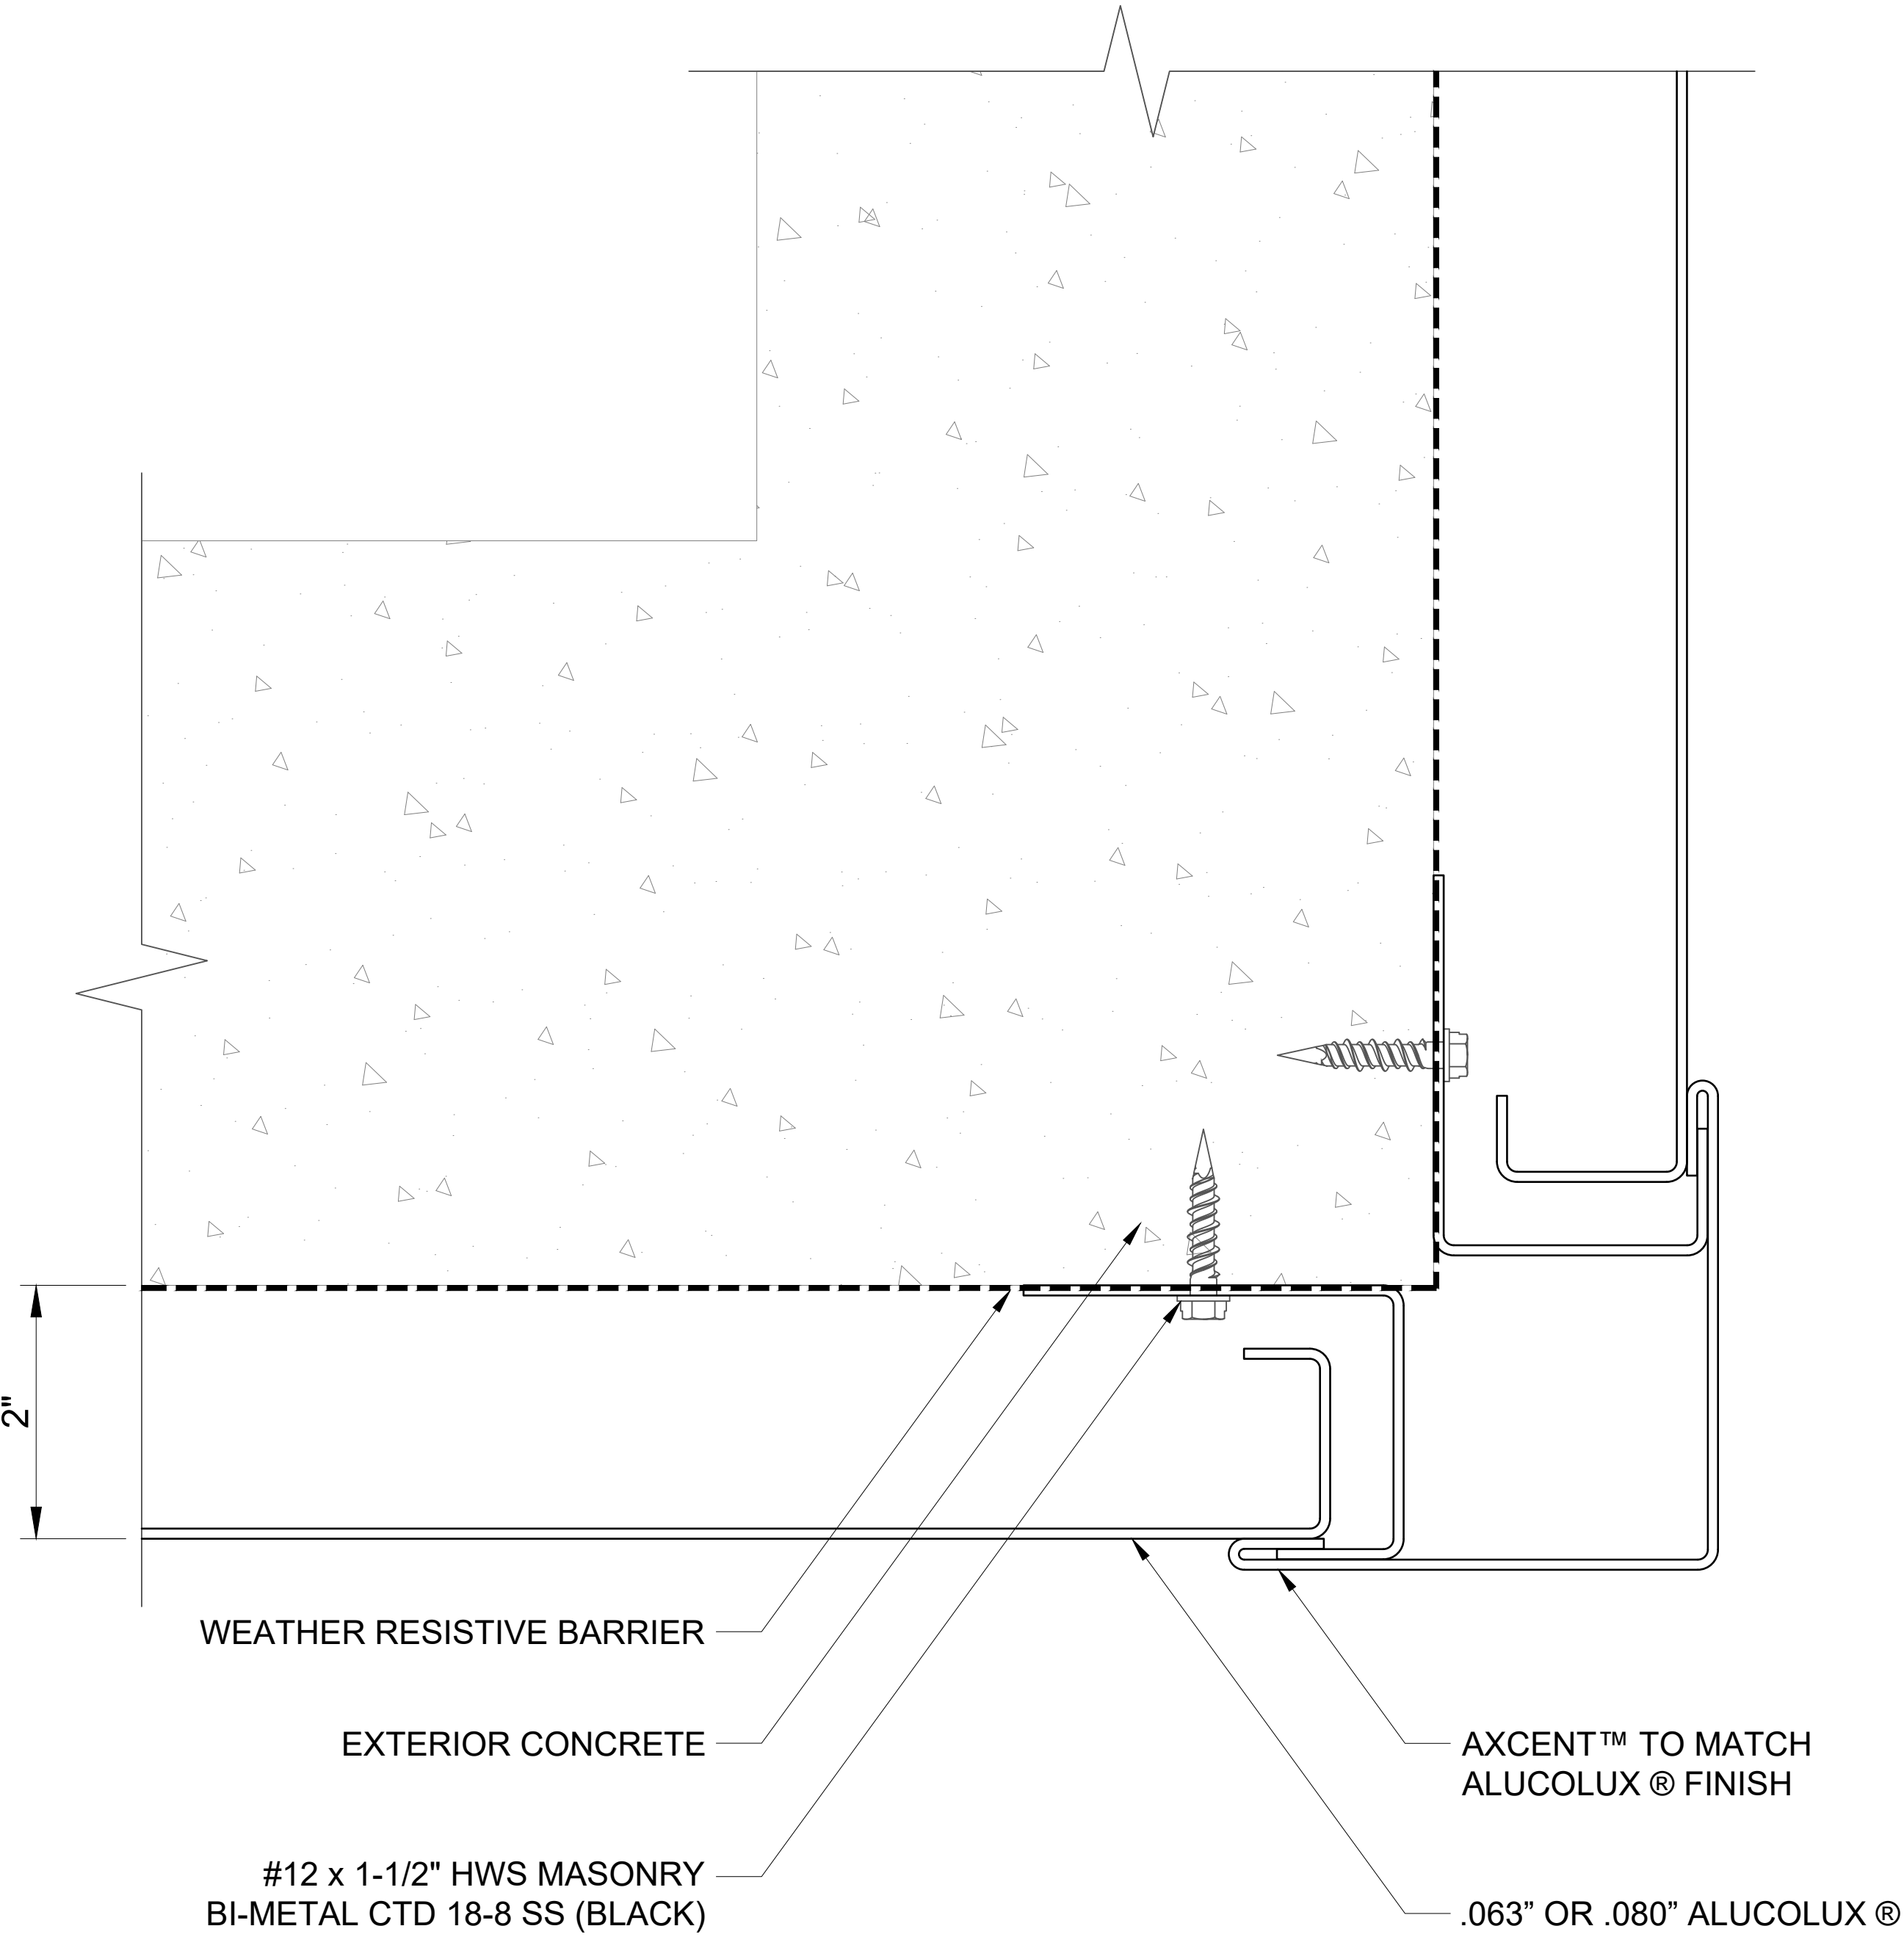 2"
WEATHER RESISTIVE BARRIER
EXTERIOR CONCRETE
#12 x 1-1/2" HWS MASONRY
BI-METAL CTD 18-8 SS (BLACK)
AXCENT™ TO MATCH
ALUCOLUX ® FINISH
.063” OR .080” ALUCOLUX ®